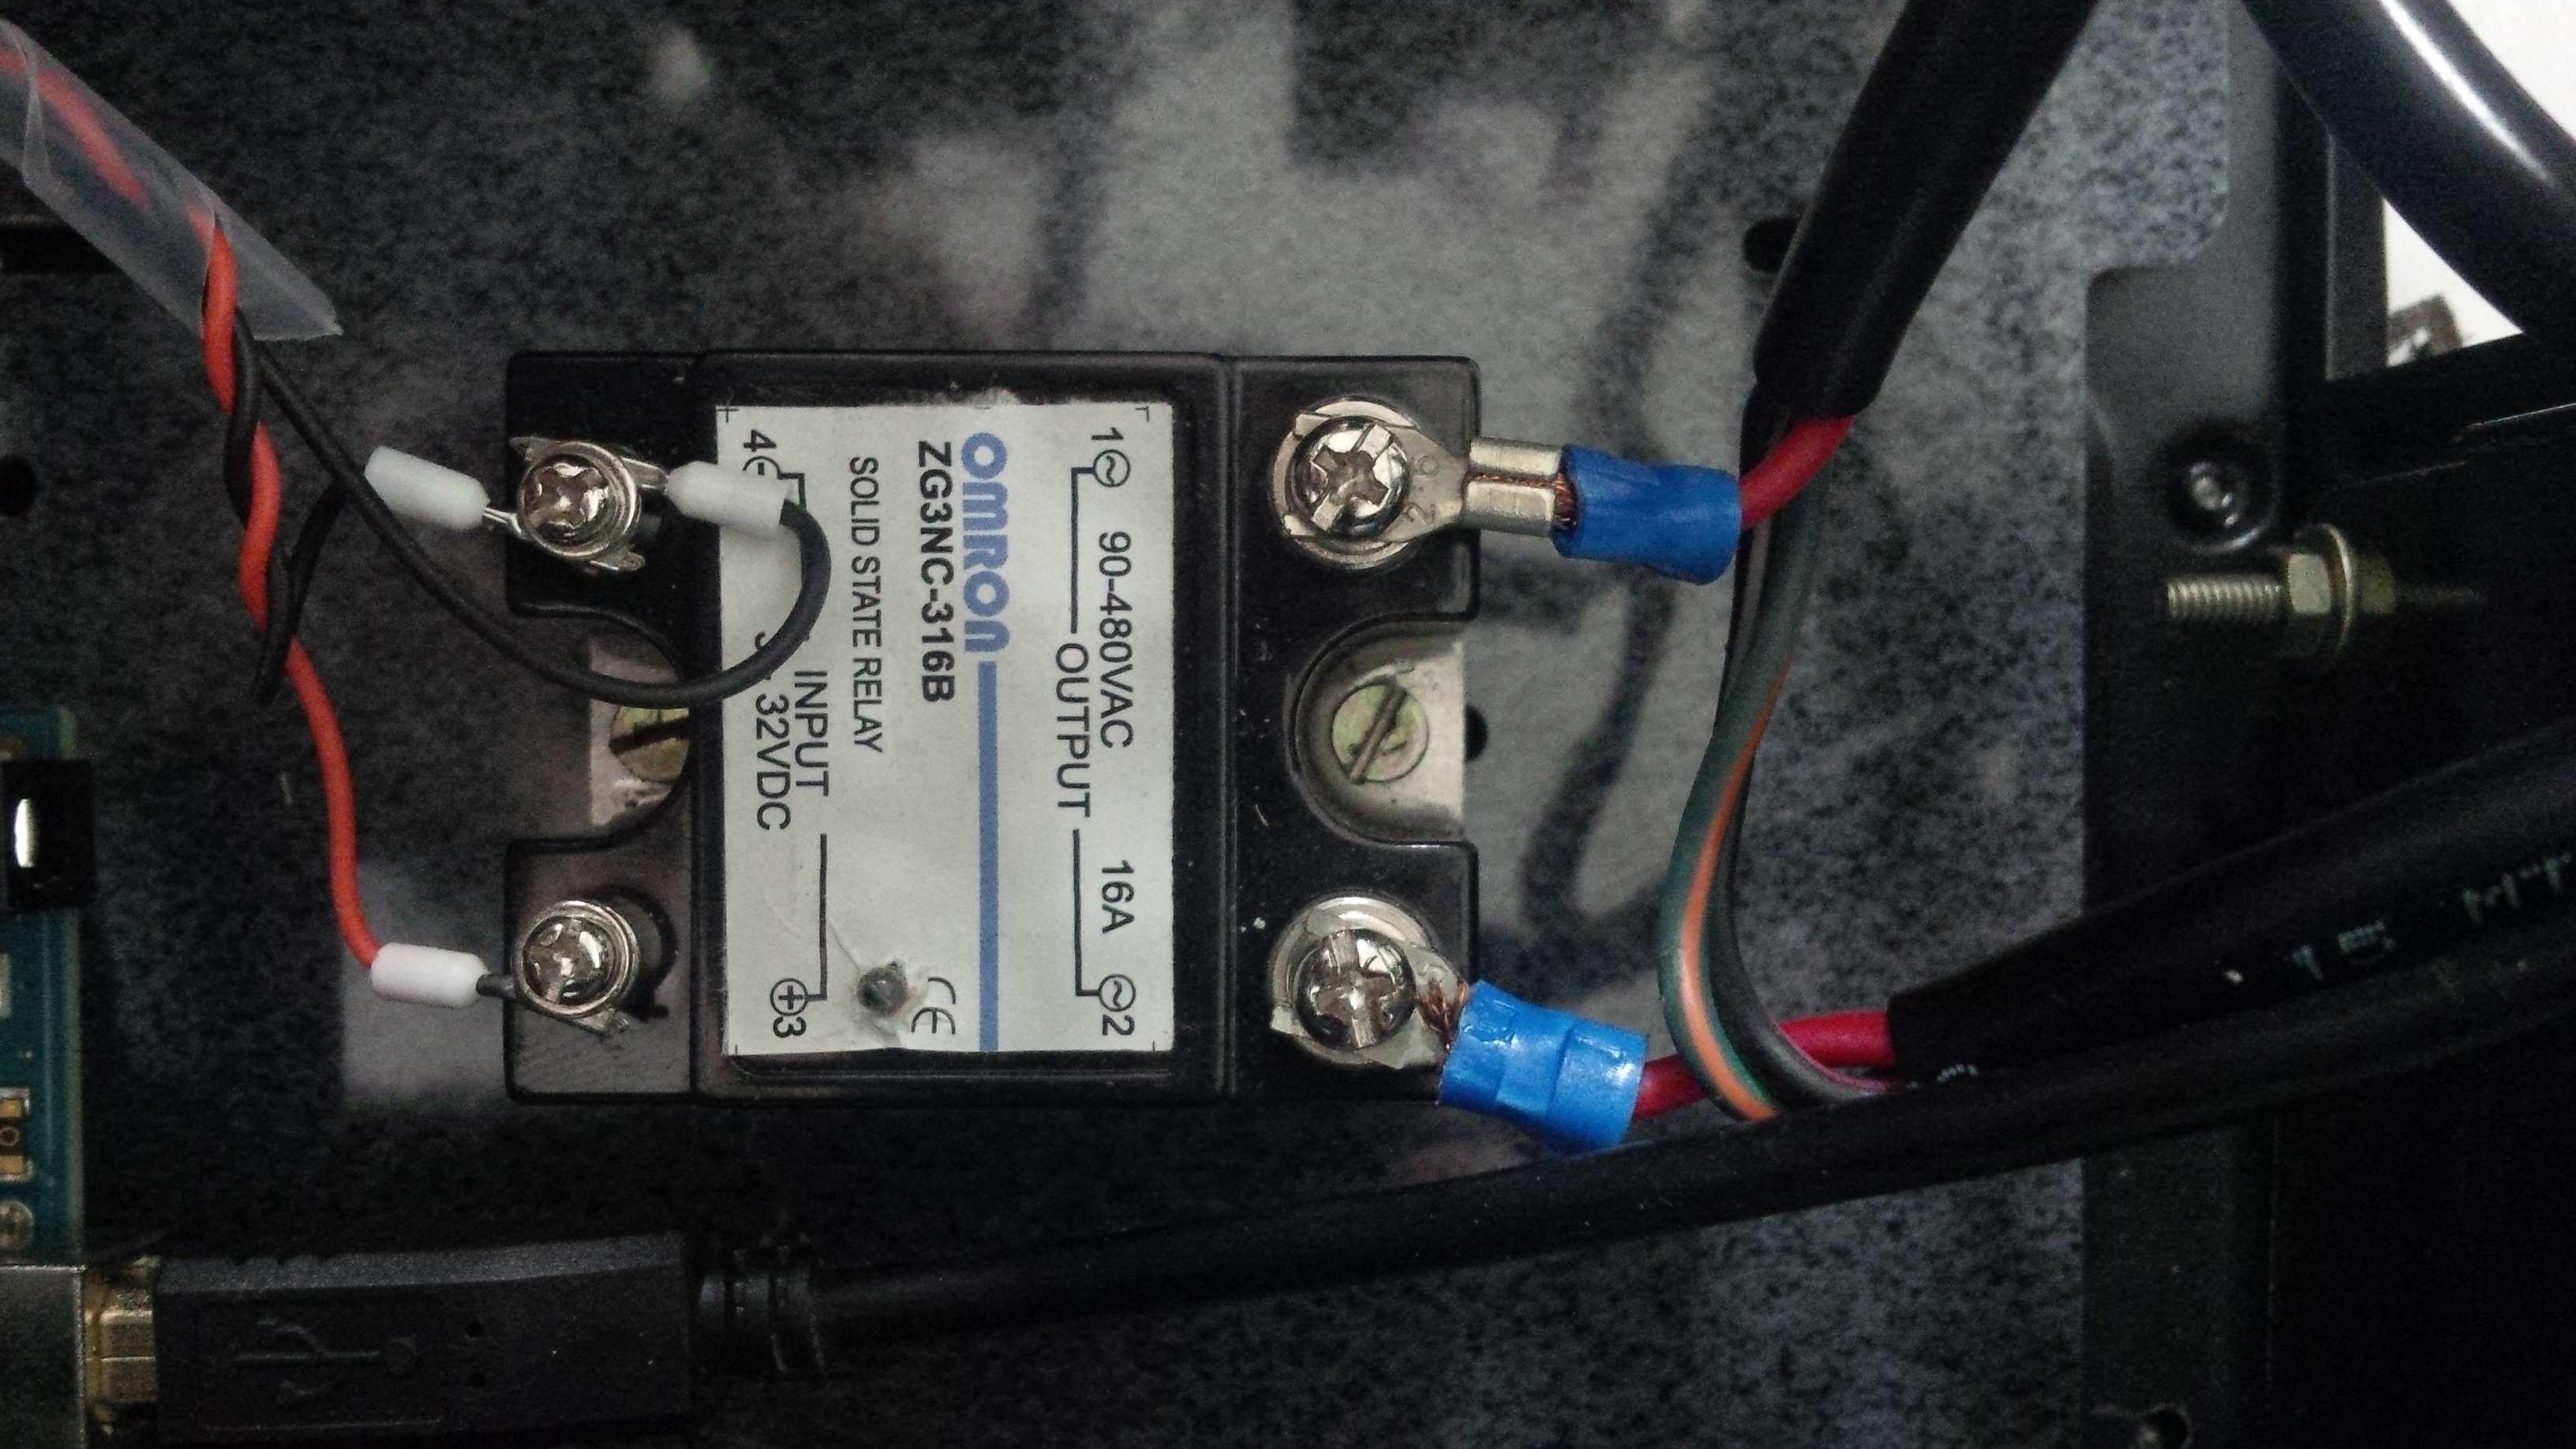 1 90-480VAC 16A 2
OUTPUT
OMRON
ZG3NC-316B
CE
SOLID STATE RELAY
INPUT
4 32VDC 3